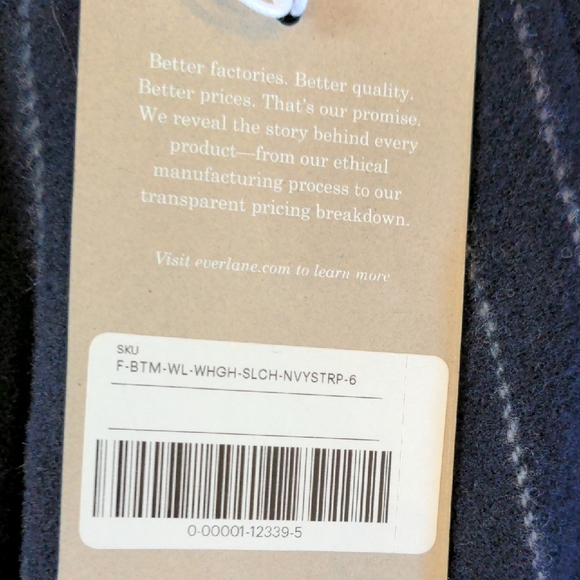 Better factories. Better quality.
Better prices. That's our promise.
We reveal the story behind every
product—from our ethical
manufacturing process to our
transparent pricing breakdown.
Visit everlane.com to learn more
SKU
F-BTM-WL-WHGH-SLCH-NVYSTRP-6
0-00001-12339-5